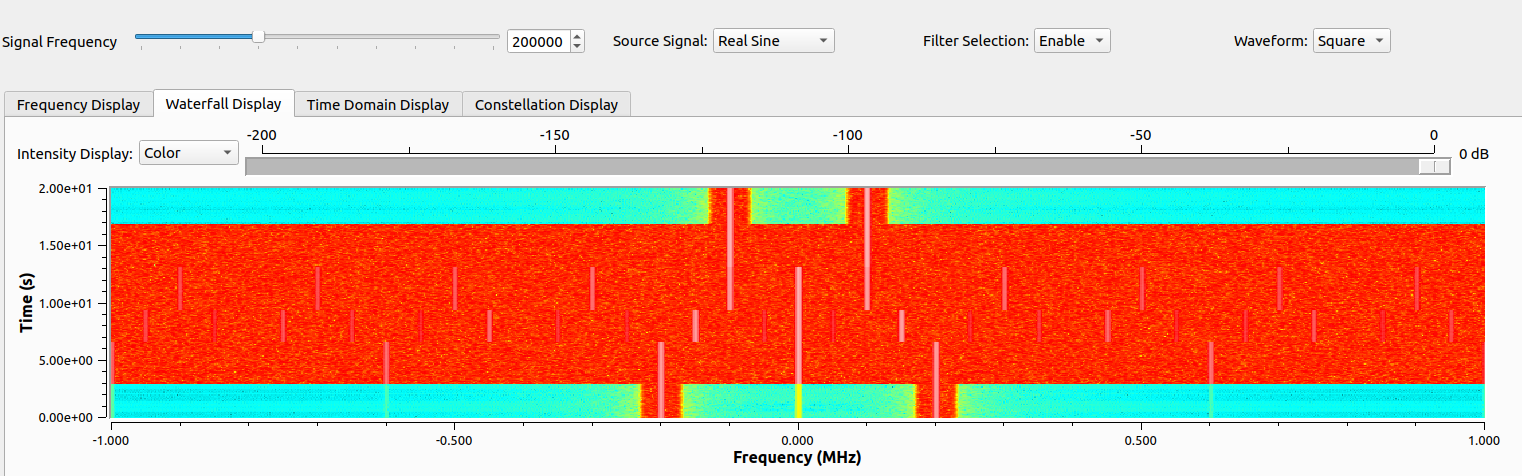 Signal Frequency 200000 Source Signal: Real Sine Filter Selection: Enable Waveform: Square
Frequency Display Waterfall Display Time Domain Display Constellation Display
-200 -150 -100 -50 0
Intensity Display: Color 0 dB
2.00e+01
1.50e+01
1.00e+01
5.00e+00
0.00e+00
Time (s)
-1.000 -0.500 0.000 0.500 1.000
Frequency (MHz)